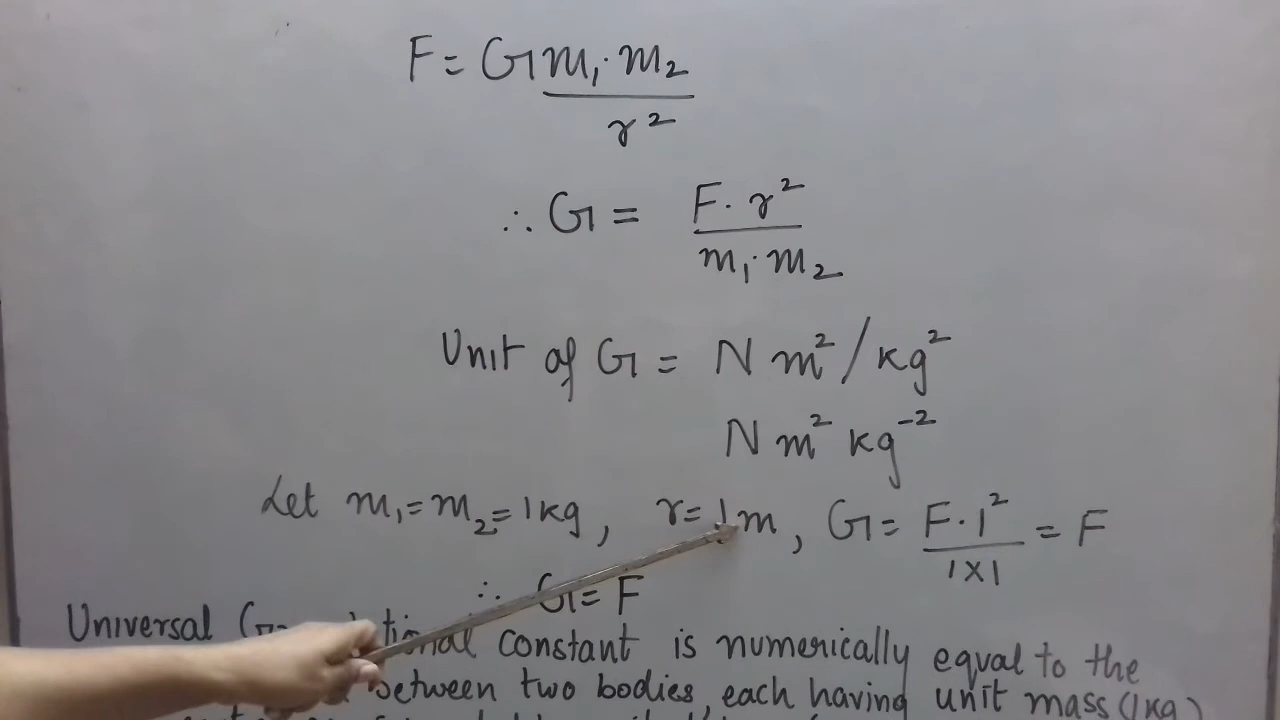 F = G m₁·m₂ / r²
∴ G = F·r² / m₁·m₂
Unit of G = N m²/kg²
N m² kg⁻²
Let m₁ = m₂ = 1kg, r = 1m, G = F·1² / 1×1 = F
∴ G = F
Universal constant is numerically equal to the
between two bodies, each having unit mass (1kg)